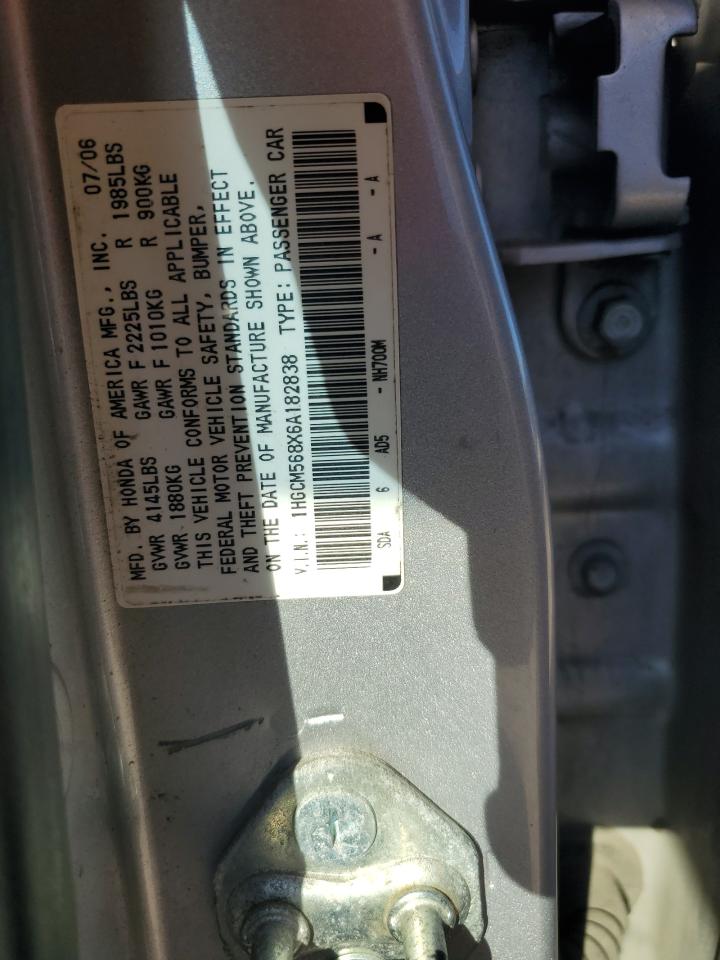 MFD. BY HONDA OF AMERICA MFG., INC. 07/06
GVWR 4145LBS GAWR F 2225LBS R 1985LBS
GVWR 1880KG GAWR F 1010KG R 900KG
THIS VEHICLE CONFORMS TO ALL APPLICABLE
FEDERAL MOTOR VEHICLE SAFETY, BUMPER,
AND THEFT PREVENTION STANDARDS IN EFFECT
ON THE DATE OF MANUFACTURE SHOWN ABOVE.
V.I.N.: 1HGCM568X6A182838 TYPE: PASSENGER CAR
SDA 6 AD5 - NH700M - A - A